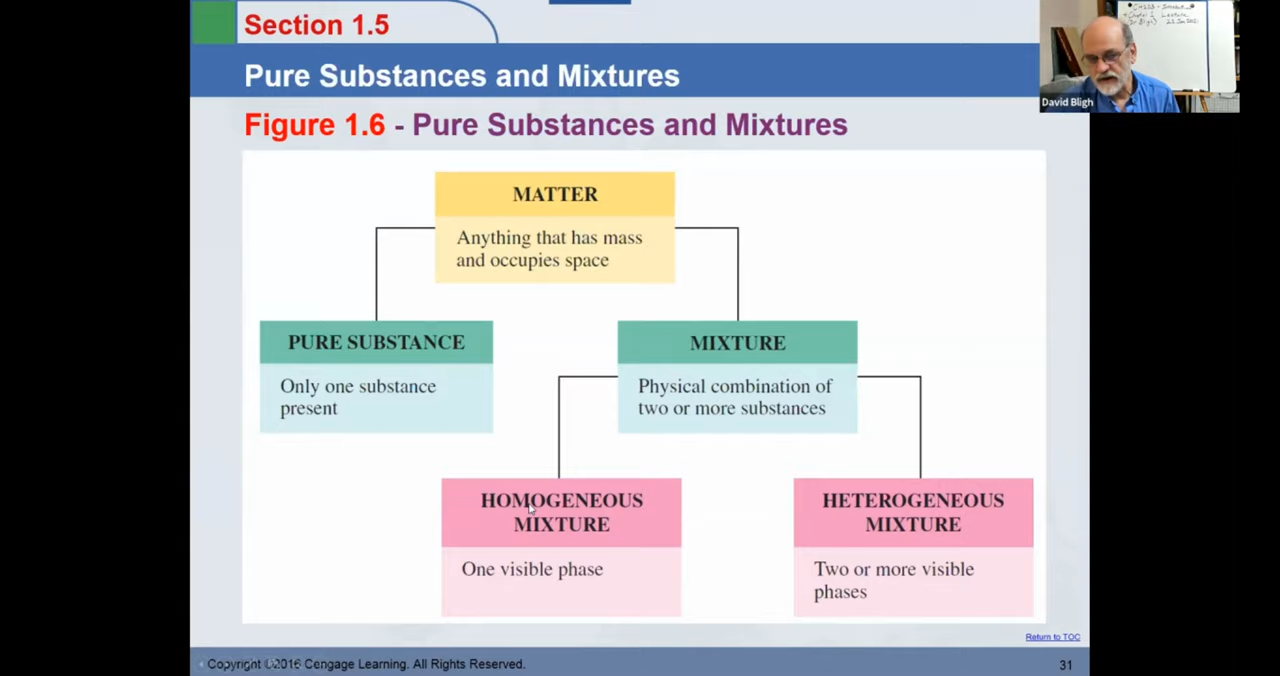 Section 1.5
Pure Substances and Mixtures
David Bligh
Figure 1.6 - Pure Substances and Mixtures
MATTER
Anything that has mass
and occupies space
PURE SUBSTANCE
Only one substance
present
MIXTURE
Physical combination of
two or more substances
HOMOGENEOUS
MIXTURE
One visible phase
HETEROGENEOUS
MIXTURE
Two or more visible
phases
Return to TOC
Copyright ©2016 Cengage Learning. All Rights Reserved.
31